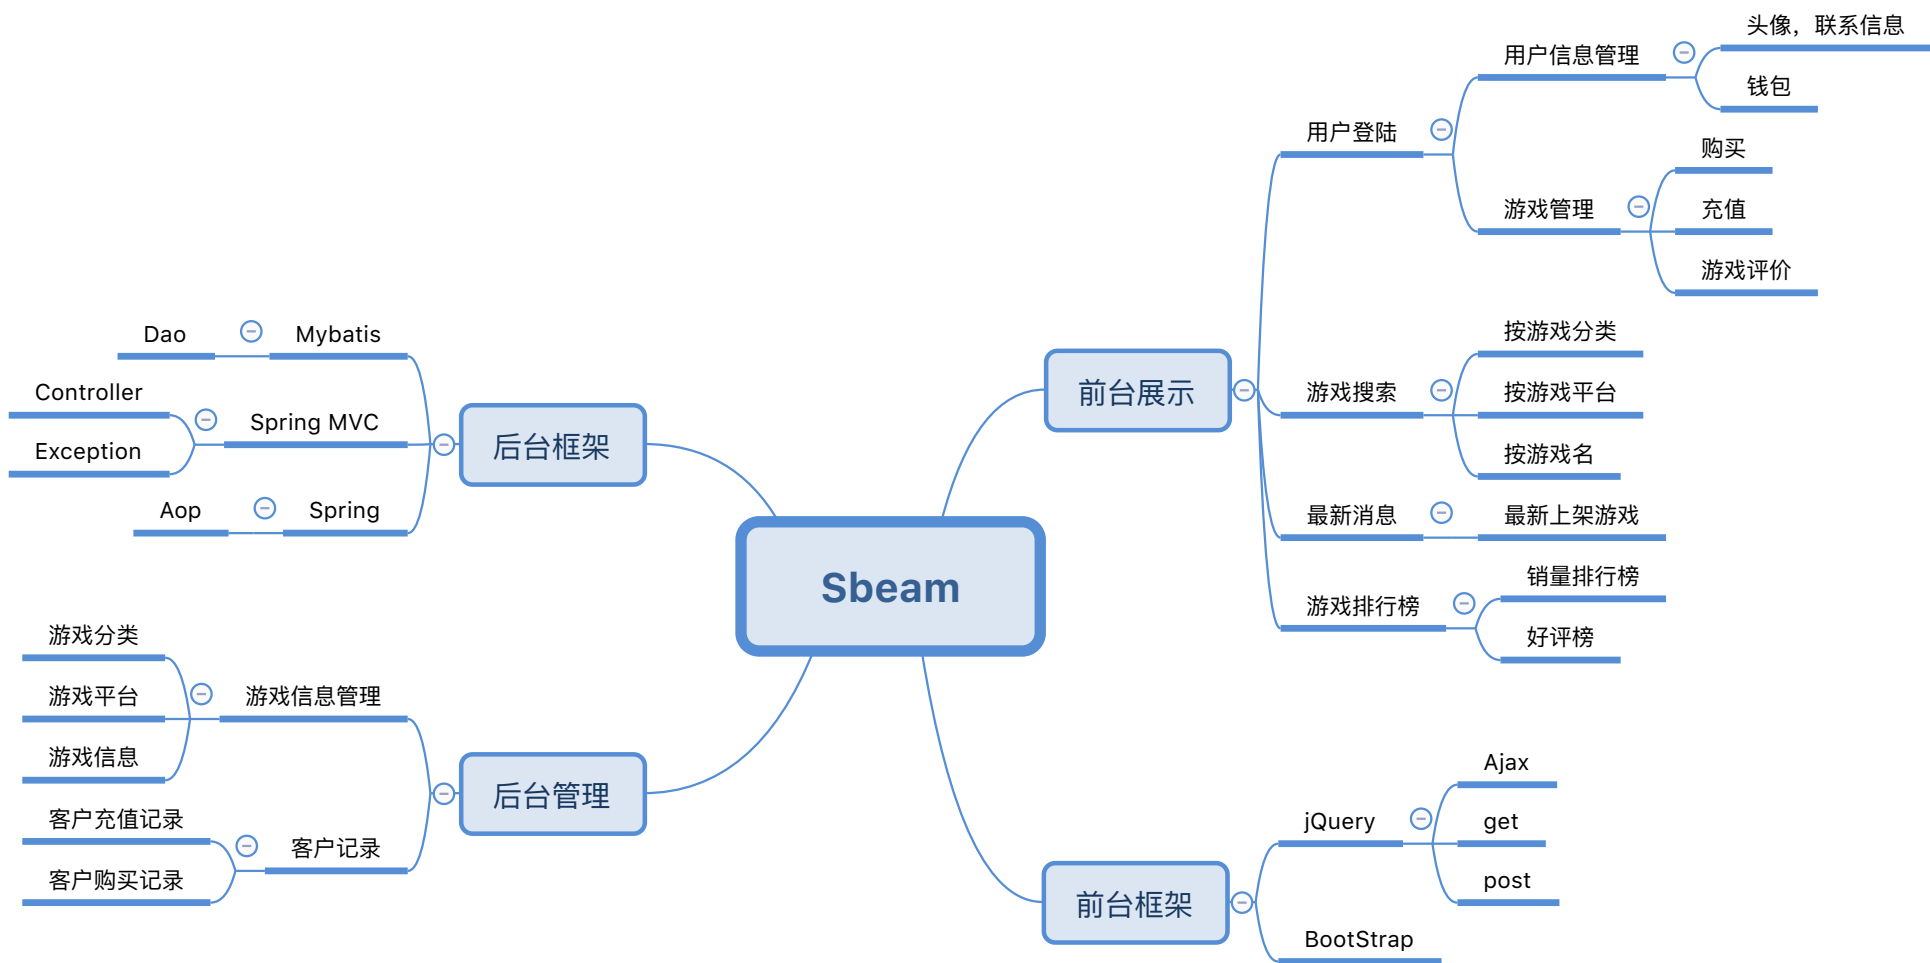 Sbeam
前台展示
用户登陆
用户信息管理
头像，联系信息
钱包
游戏管理
购买
充值
游戏评价
游戏搜索
按游戏分类
按游戏平台
按游戏名
最新消息
最新上架游戏
游戏排行榜
销量排行榜
好评榜
前台框架
jQuery
Ajax
get
post
BootStrap
后台框架
Mybatis
Dao
Spring MVC
Controller
Exception
Spring
Aop
后台管理
游戏信息管理
游戏分类
游戏平台
游戏信息
客户记录
客户充值记录
客户购买记录